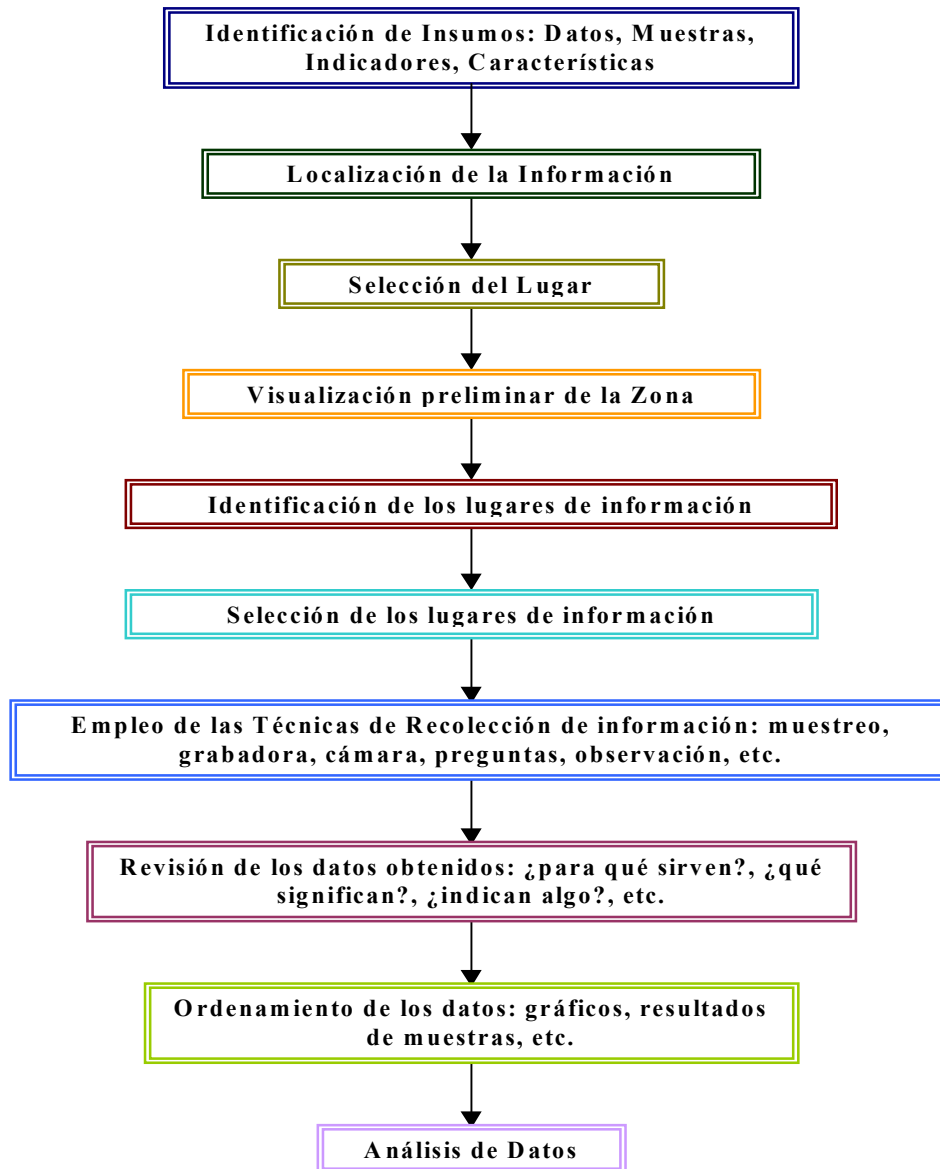 Identificación de Insumos: Datos, Muestras,
Indicadores, Características
Localización de la Información
Selección del Lugar
Visualización preliminar de la Zona
Identificación de los lugares de información
Selección de los lugares de información
Empleo de las Técnicas de Recolección de información: muestreo,
grabadora, cámara, preguntas, observación, etc.
Revisión de los datos obtenidos: ¿para qué sirven?, ¿qué
significan?, ¿indican algo?, etc.
Ordenamiento de los datos: gráficos, resultados
de muestras, etc.
Análisis de Datos